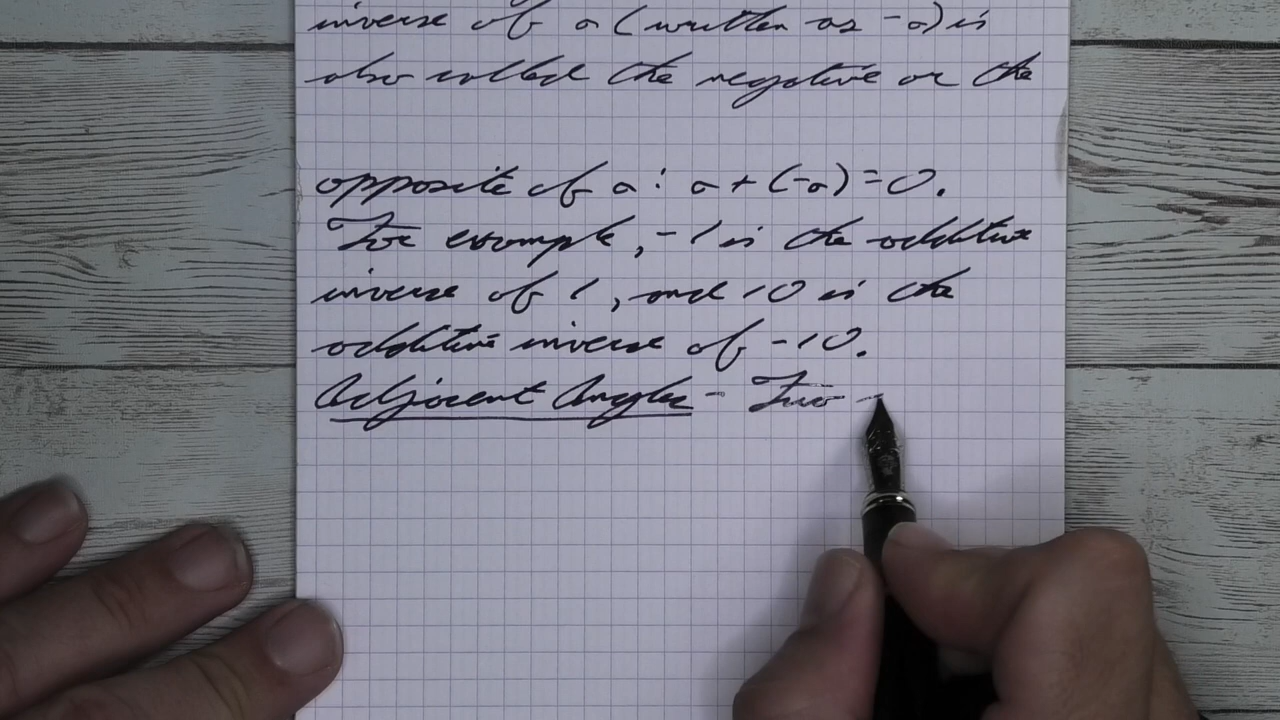 inverse of a (written as -a) is
also called the negative or the
opposite of a: a + (-a) = 0.
For example, -1 is the additive
inverse of 1, and 10 is the
additive inverse of -10.
Adjacent Angles - Two